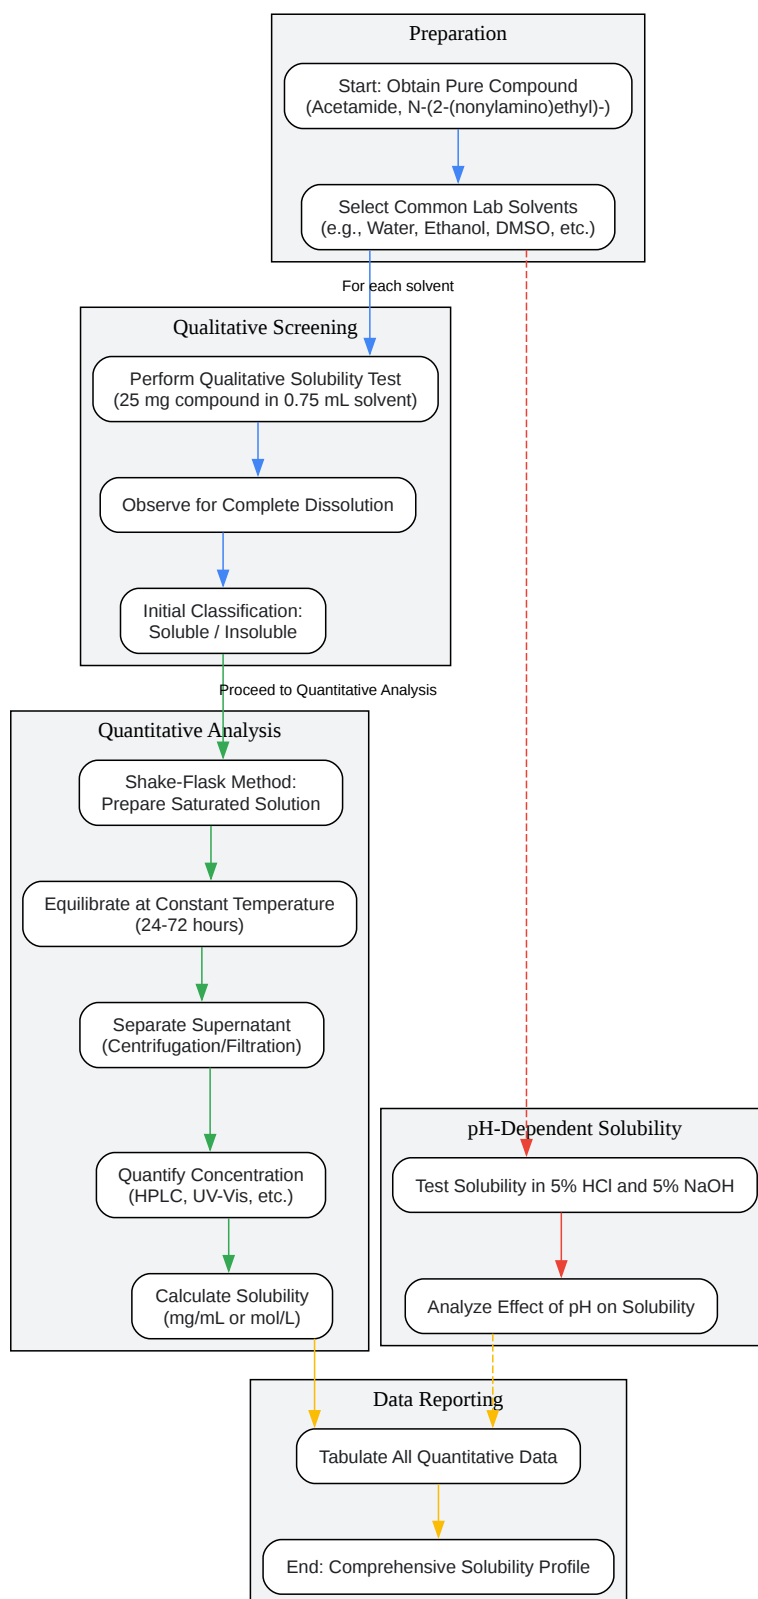 Preparation
Start: Obtain Pure Compound
(Acetamide, N-(2-(nonylamino)ethyl)-)
Select Common Lab Solvents
(e.g., Water, Ethanol, DMSO, etc.)
For each solvent
Qualitative Screening
Perform Qualitative Solubility Test
(25 mg compound in 0.75 mL solvent)
Observe for Complete Dissolution
Initial Classification:
Soluble / Insoluble
Proceed to Quantitative Analysis
Quantitative Analysis
Shake-Flask Method:
Prepare Saturated Solution
Equilibrate at Constant Temperature
(24-72 hours)
Separate Supernatant
(Centrifugation/Filtration)
Quantify Concentration
(HPLC, UV-Vis, etc.)
Calculate Solubility
(mg/mL or mol/L)
pH-Dependent Solubility
Test Solubility in 5% HCl and 5% NaOH
Analyze Effect of pH on Solubility
Data Reporting
Tabulate All Quantitative Data
End: Comprehensive Solubility Profile